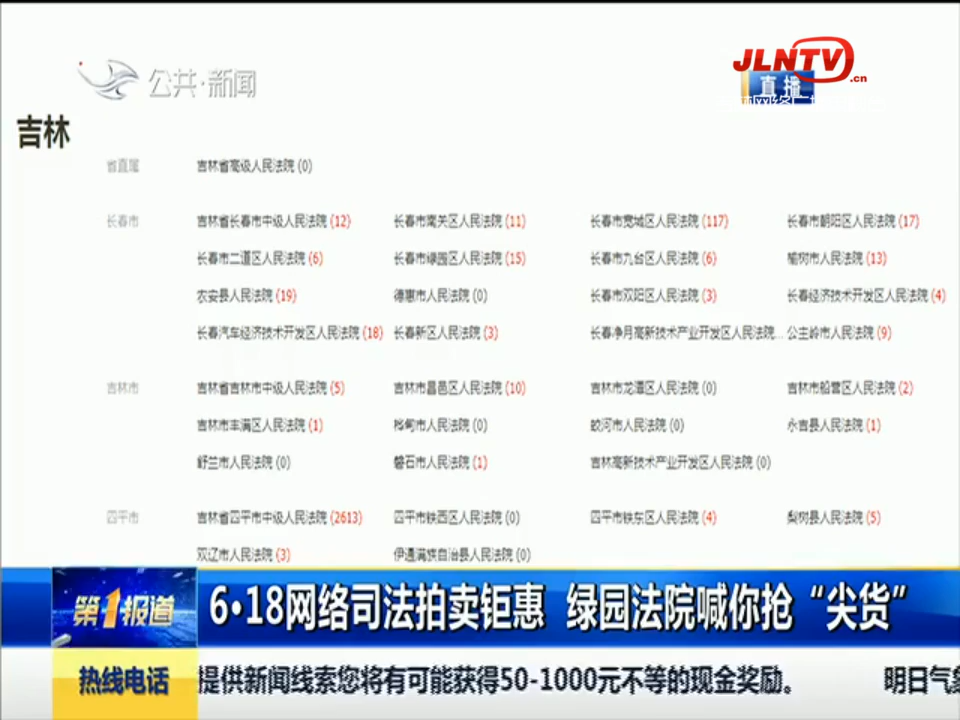 JLNTV.cn
公共·新闻
直播
吉林
省直属 吉林省高级人民法院 (0)
长春市 吉林省长春市中级人民法院 (12) 长春市南关区人民法院 (11) 长春市宽城区人民法院 (117) 长春市朝阳区人民法院 (17)
长春市二道区人民法院 (6) 长春市绿园区人民法院 (15) 长春市九台区人民法院 (6) 榆树市人民法院 (13)
农安县人民法院 (19) 德惠市人民法院 (0) 长春市双阳区人民法院 (3) 长春经济技术开发区人民法院 (4)
长春汽车经济技术开发区人民法院 (18) 长春新区人民法院 (3) 长春净月高新技术产业开发区人民法院... 公主岭市人民法院 (9)
吉林市 吉林省吉林市中级人民法院 (5) 吉林市昌邑区人民法院 (10) 吉林市龙潭区人民法院 (0) 吉林市船营区人民法院 (2)
吉林市丰满区人民法院 (1) 桦甸市人民法院 (0) 蛟河市人民法院 (0) 永吉县人民法院 (1)
舒兰市人民法院 (0) 磐石市人民法院 (1) 吉林高新技术产业开发区人民法院 (0)
四平市 吉林省四平市中级人民法院 (2613) 四平市铁西区人民法院 (0) 四平市铁东区人民法院 (4) 梨树县人民法院 (5)
双辽市人民法院 (3) 伊通满族自治县人民法院 (0)
第1报道 6·18网络司法拍卖钜惠 绿园法院喊你抢“尖货”
热线电话 提供新闻线索您将有可能获得50-1000元不等的现金奖励。 明日气